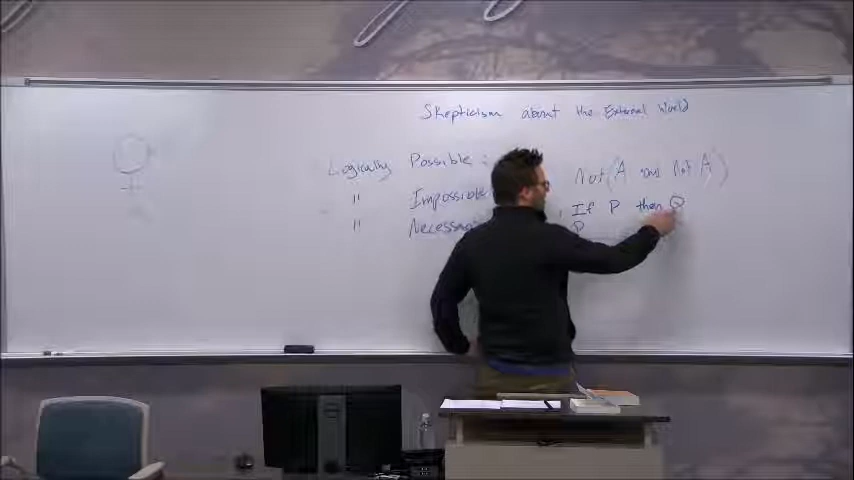 Skepticism about the External World
Logically Possible : Not (A and Not A)
" Impossible If P then Q
" Necessary P